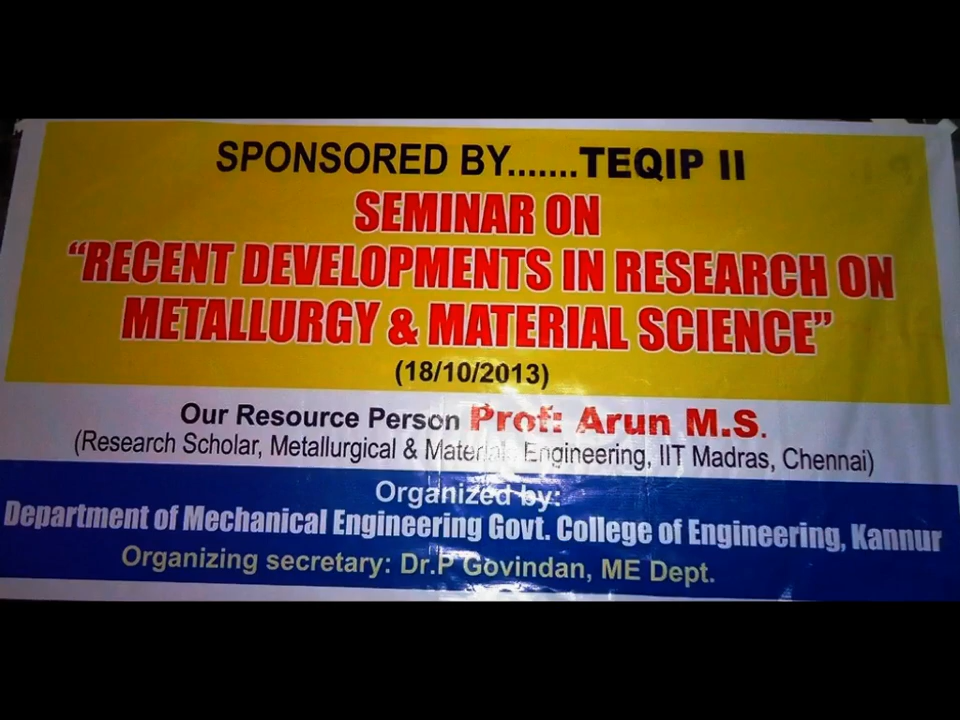 SPONSORED BY.......TEQIP II
SEMINAR ON
“RECENT DEVELOPMENTS IN RESEARCH ON
METALLURGY & MATERIAL SCIENCE”
(18/10/2013)
Our Resource Person Prof: Arun M.S.
(Research Scholar, Metallurgical & Materials Engineering, IIT Madras, Chennai)
Organized by:
Department of Mechanical Engineering Govt. College of Engineering, Kannur
Organizing secretary: Dr.P Govindan, ME Dept.